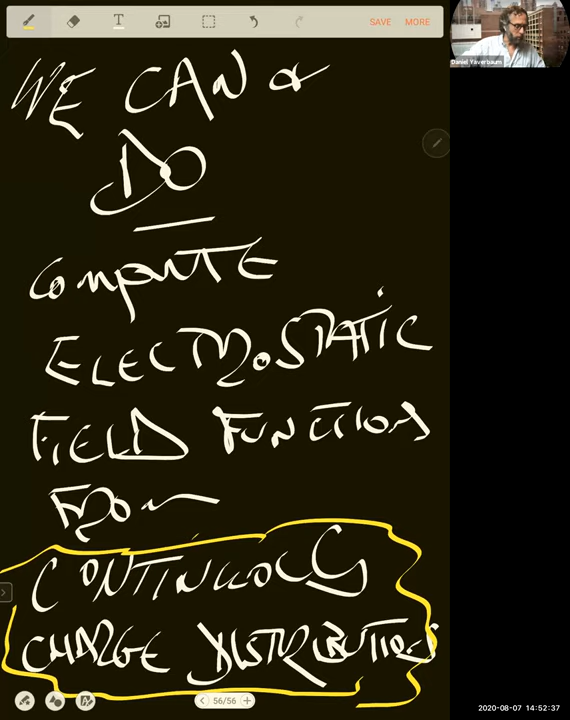 SAVE MORE
Daniel Yaverbaum
WE CAN &
DO
COMPUTE
ELECTROSTATIC
FIELD FUNCTIONS
FROM
CONTINUOUS
CHARGE DISTRIBUTIONS
56/56
2020-08-07 14:52:37